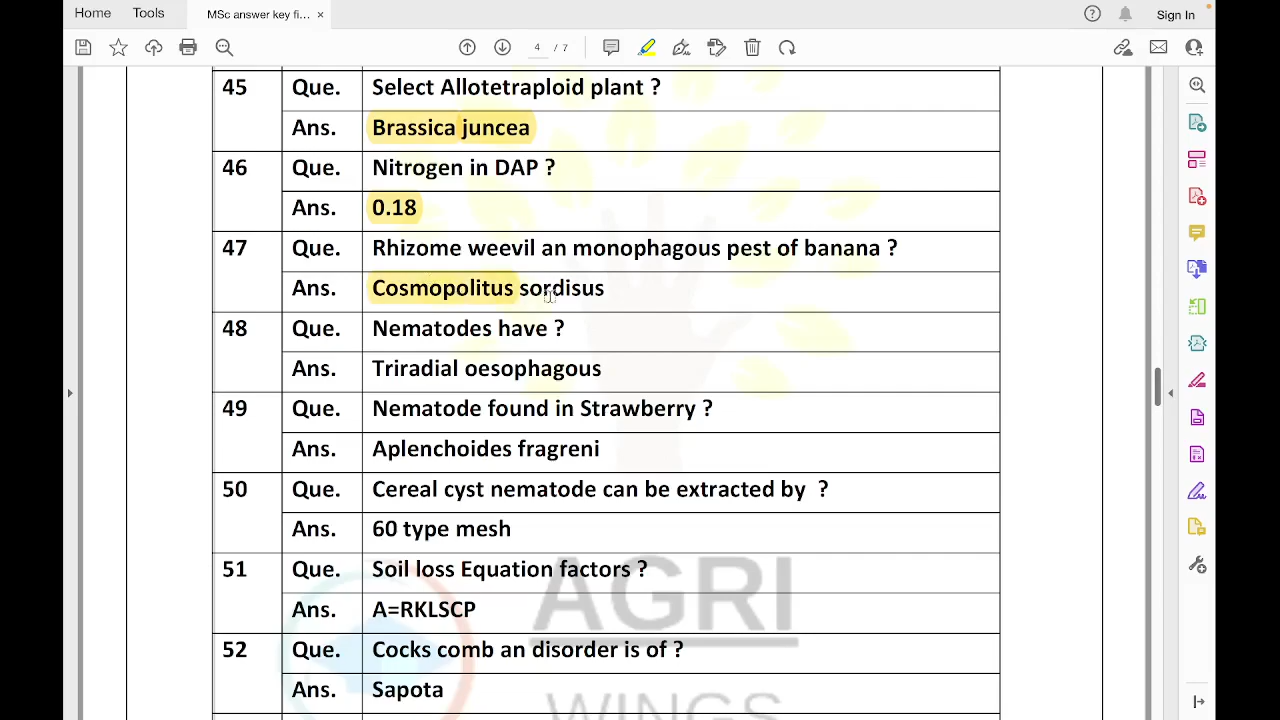 Home Tools MSc answer key fi... × Sign In
4 / 7
45 Que. Select Allotetraploid plant ?
Ans. Brassica juncea
46 Que. Nitrogen in DAP ?
Ans. 0.18
47 Que. Rhizome weevil an monophagous pest of banana ?
Ans. Cosmopolitus sordisus
48 Que. Nematodes have ?
Ans. Triradial oesophagous
49 Que. Nematode found in Strawberry ?
Ans. Aplenchoides fragreni
50 Que. Cereal cyst nematode can be extracted by ?
Ans. 60 type mesh
51 Que. Soil loss Equation factors ?
Ans. A=RKLSCP
52 Que. Cocks comb an disorder is of ?
Ans. Sapota
AGRI
WINGS